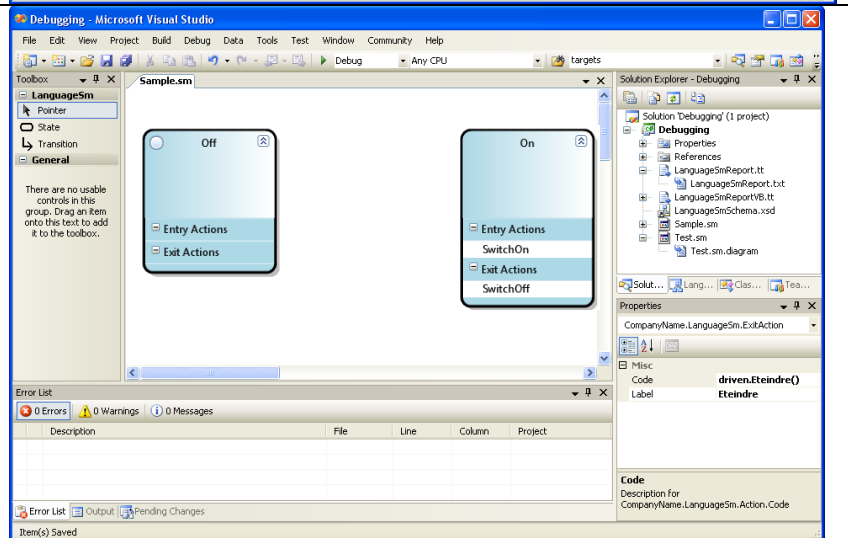 Debugging - Microsoft Visual Studio
File Edit View Project Build Debug Data Tools Test Window Community Help
Debug Any CPU targets
Toolbox
LanguageSm
Pointer
State
Transition
General
There are no usable
controls in this
group. Drag an item
onto this text to add
it to the toolbox.
Sample.sm
Off
Entry Actions
Exit Actions
On
Entry Actions
SwitchOn
Exit Actions
SwitchOff
Solution Explorer - Debugging
Solution 'Debugging' (1 project)
Debugging
Properties
References
LanguageSmReport.tt
LanguageSmReport.txt
LanguageSmReportVB.tt
LanguageSmSchema.xsd
Sample.sm
Test.sm
Test.sm.diagram
Solut... Lang... Clas... Tea...
Properties
CompanyName.LanguageSm.ExitAction
Misc
Code driven.Eteindre()
Label Eteindre
Code
Description for
CompanyName.LanguageSm.Action.Code
Error List
0 Errors 0 Warnings 0 Messages
Description File Line Column Project
Error List Output Pending Changes
Item(s) Saved